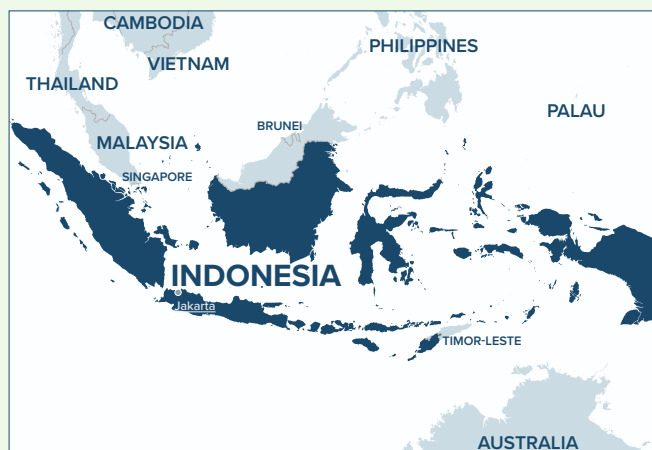 CAMBODIA
PHILIPPINES
VIETNAM
THAILAND
PALAU
BRUNEI
MALAYSIA
SINGAPORE
INDONESIA
Jakarta
TIMOR-LESTE
AUSTRALIA